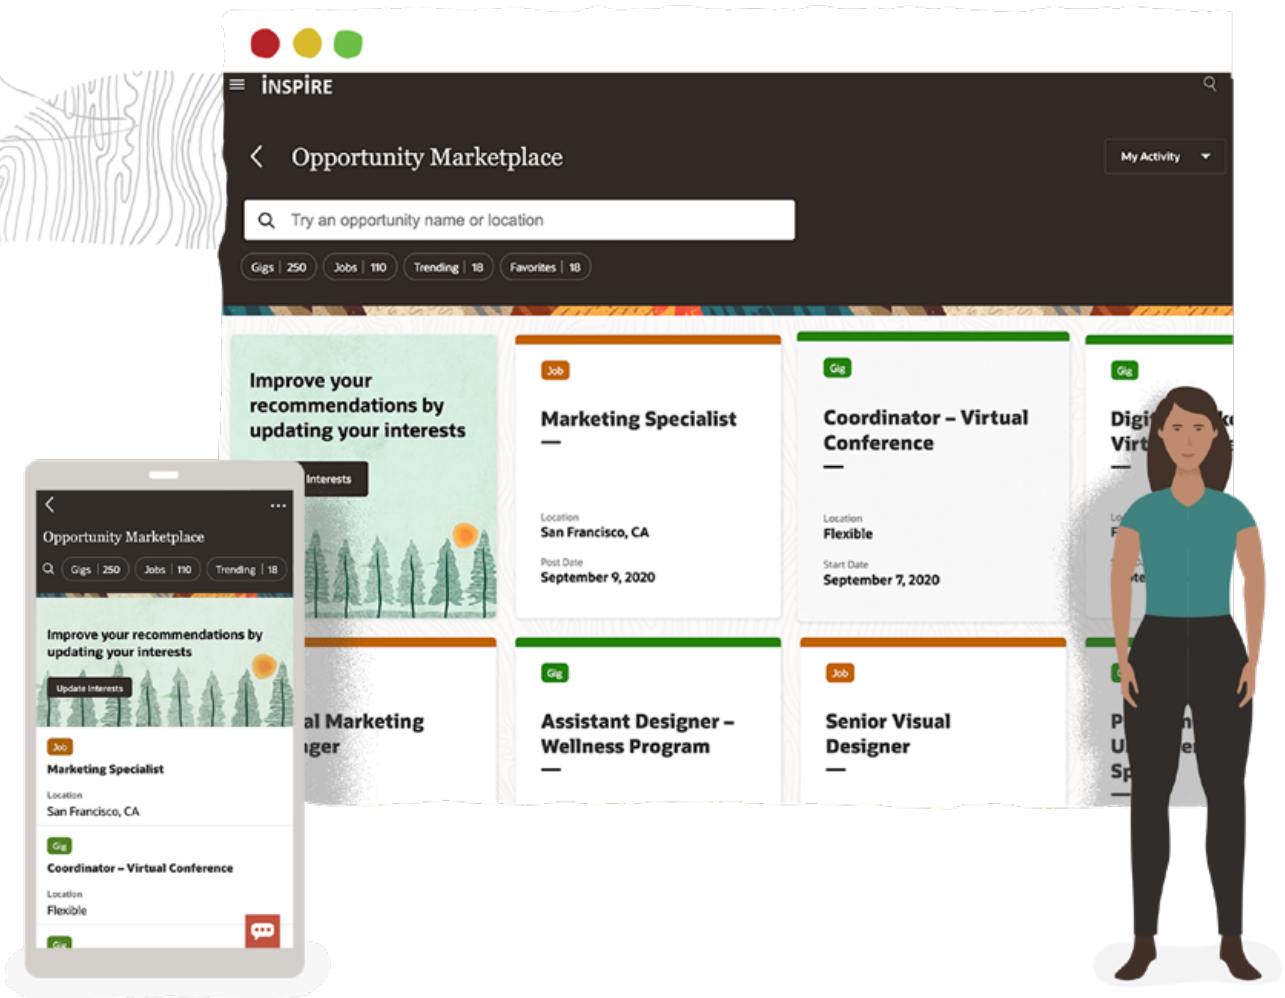 iNSPiRE
Opportunity Marketplace
My Activity
Try an opportunity name or location
Gigs | 250
Jobs | 110
Trending | 18
Favorites | 18
Improve your
recommendations by
updating your interests
Interests
Job
Marketing Specialist
Location
San Francisco, CA
Post Date
September 9, 2020
Gig
Coordinator – Virtual
Conference
Location
Flexible
Start Date
September 7, 2020
Gig
Marketing
Gig
Assistant Designer –
Wellness Program
Job
Senior Visual
Designer
Opportunity Marketplace
Gigs | 250
Jobs | 110
Trending | 18
Improve your recommendations by
updating your interests
Update Interests
Job
Marketing Specialist
Location
San Francisco, CA
Gig
Coordinator – Virtual Conference
Location
Flexible
Gig